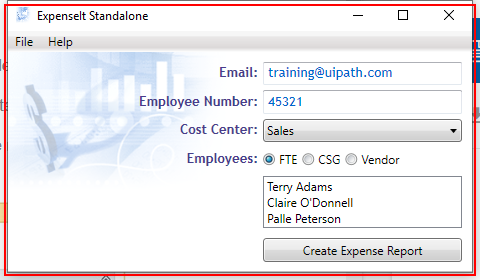 ExpenseIt Standalone
File Help
Email: training@uipath.com
Employee Number: 45321
Cost Center: Sales
Employees: FTE CSG Vendor
Terry Adams
Claire O'Donnell
Palle Peterson
Create Expense Report